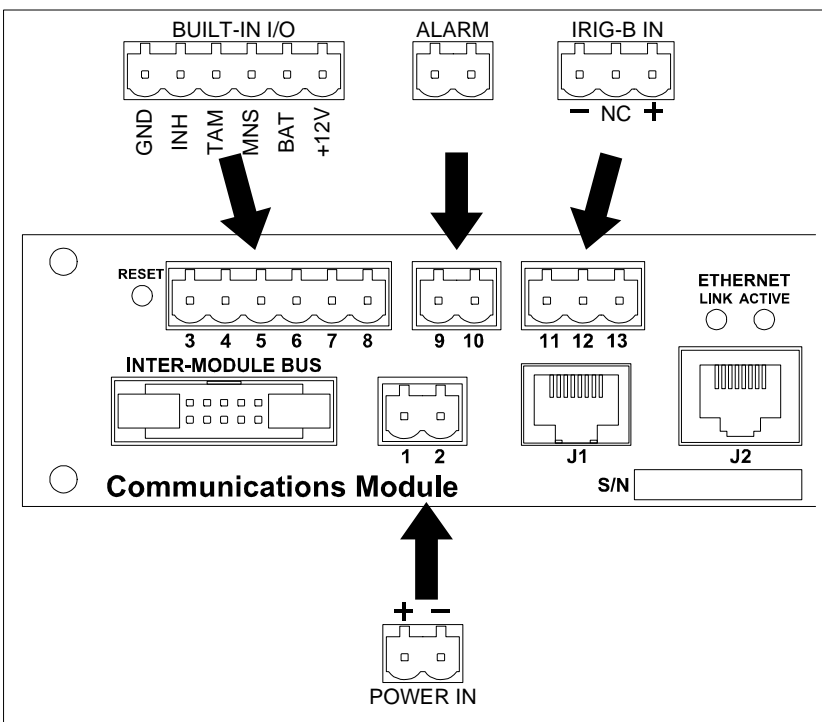 BUILT-IN I/O ALARM IRIG-B IN
− NC +
GND INH TAM MNS BAT +12V
RESET
ETHERNET
LINK ACTIVE
3 4 5 6 7 8 9 10 11 12 13
INTER-MODULE BUS
1 2 J1 J2
Communications Module S/N
+ −
POWER IN